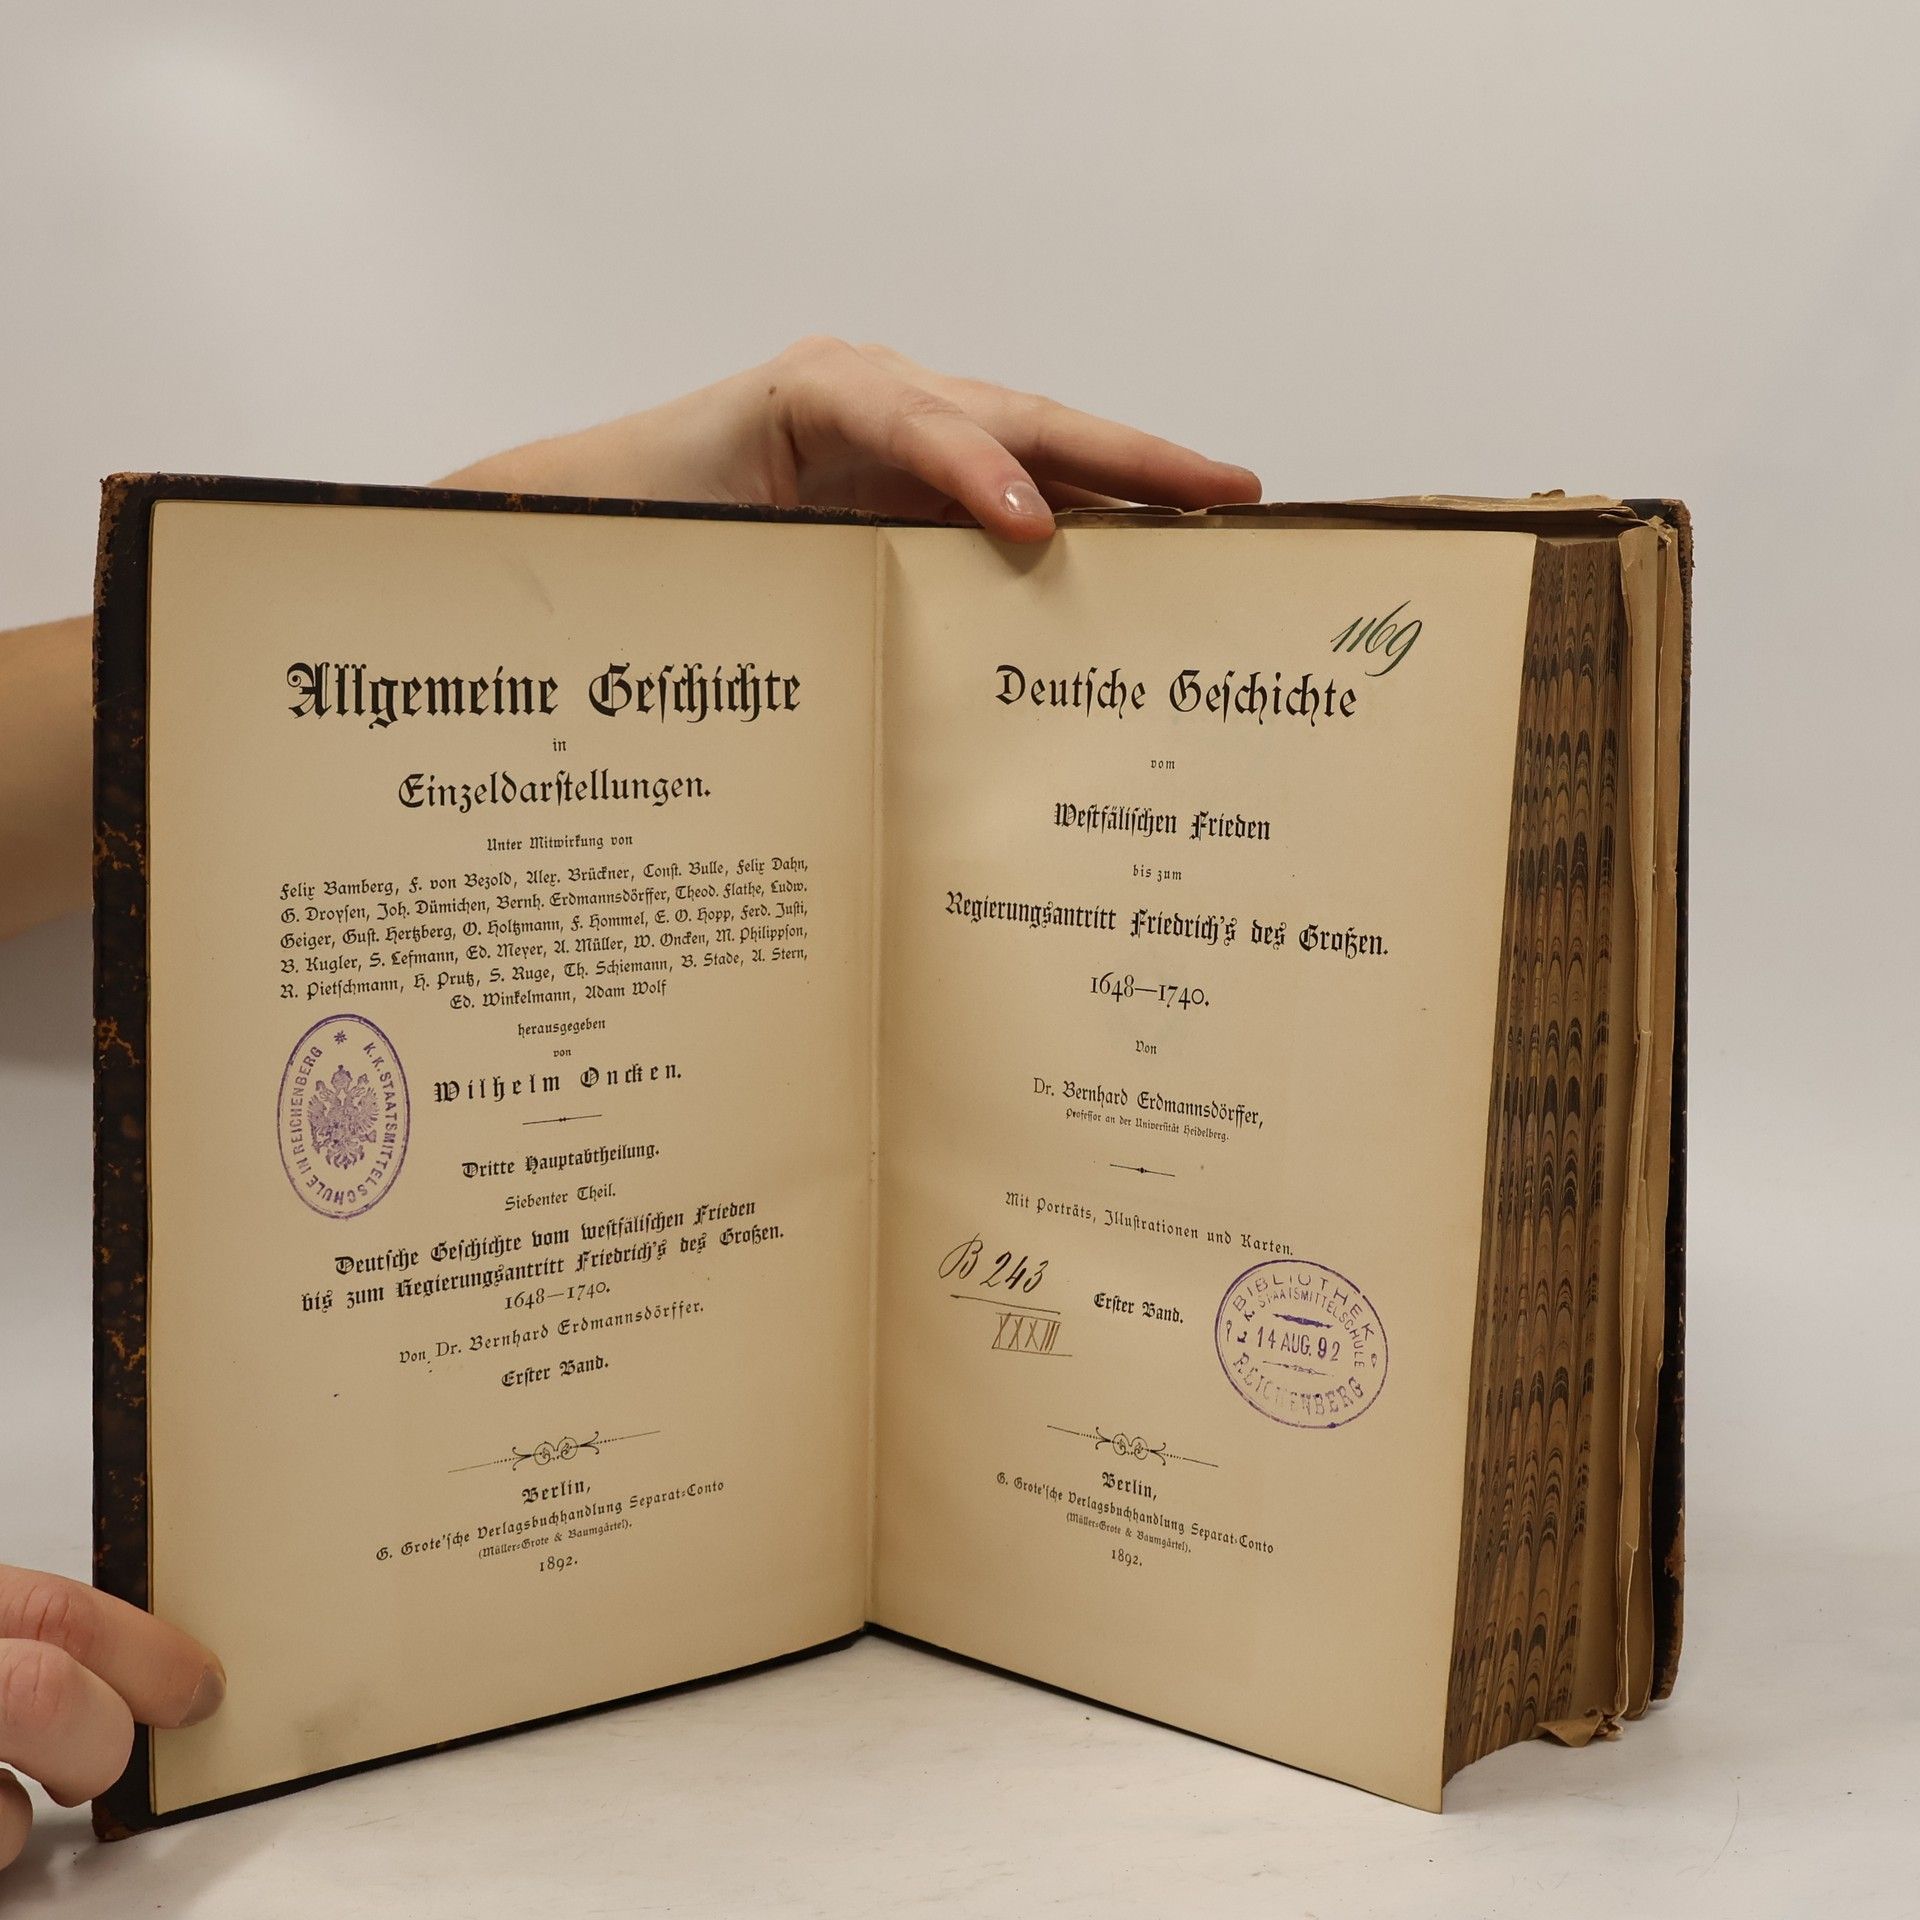 Allgemeine Geschichte
in
Einzeldarstellungen.
Unter Mitwirkung von
Felix Bamberg, F. von Bezold, Alex. Brückner, Const. Bulle, Felix Dahn,
G. Droysen, Joh. Dümichen, Bernh. Erdmannsdörffer, Theod. Flathe, Ludw.
Geiger, Gust. Hertzberg, O. Holtzmann, F. Hommel, E. O. Hopp, Ferd. Justi,
B. Kugler, S. Lefmann, Ed. Meyer, A. Müller, W. Oncken, M. Philippson,
R. Pietschmann, H. Prutz, S. Ruge, Th. Schiemann, B. Stade, A. Stern,
Ed. Winkelmann, Adam Wolf
herausgegeben
von
Wilhelm Oncken.
K.K. STAATSMITTELSCHULE IN REICHENBERG
Dritte Hauptabtheilung.
Siebenter Theil.
Deutsche Geschichte vom westfälischen Frieden
bis zum Regierungsantritt Friedrich's des Großen.
1648—1740.
Von Dr. Bernhard Erdmannsdörffer.
Erster Band.
Berlin,
G. Grote'sche Verlagsbuchhandlung Separat-Conto
(Müller-Grote & Baumgärtel).
1892.
1169
Deutsche Geschichte
vom
Westfälischen Frieden
bis zum
Regierungsantritt Friedrich's des Großen.
1648—1740.
Von
Dr. Bernhard Erdmannsdörffer,
Professor an der Universität Heidelberg.
Mit Porträts, Illustrationen und Karten.
B 243
XXXIII
Erster Band.
BIBLIOTHEK
STAATSMITTELSCHULE
14 AUG. 92
REICHENBERG
Berlin,
G. Grote'sche Verlagsbuchhandlung Separat-Conto
(Müller-Grote & Baumgärtel).
1892.